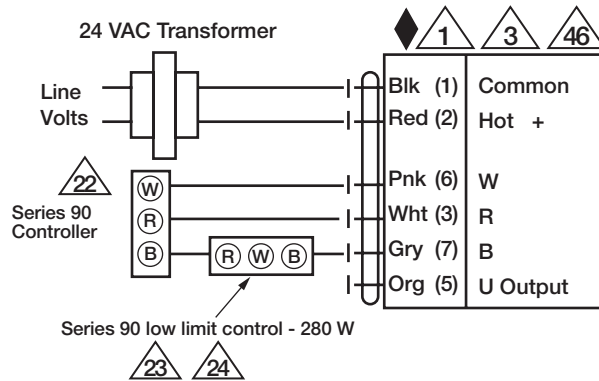 24 VAC Transformer
1 3 46
Line
Volts
Blk (1) Common
Red (2) Hot +
22
Series 90
Controller
W
R
B
R W B
Pnk (6) W
Wht (3) R
Gry (7) B
Org (5) U Output
Series 90 low limit control - 280 W
23 24